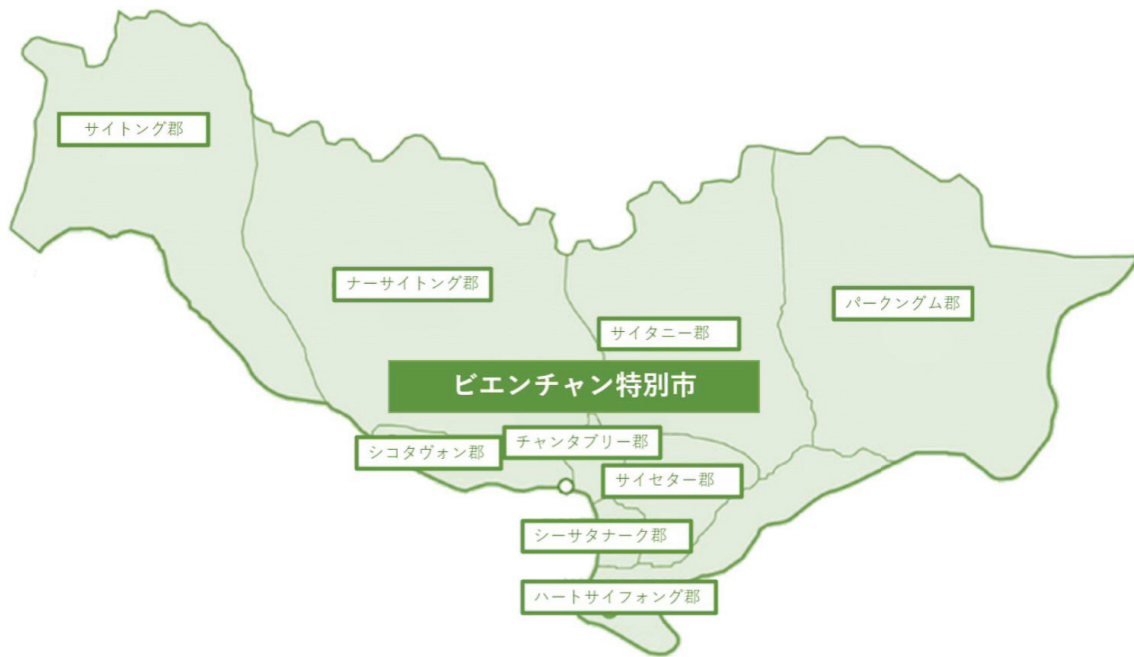 サイトング郡
ナーサイトング郡
パークングム郡
サイタニー郡
ビエンチャン特別市
チャンタブリー郡
シコタヴォン郡
サイセター郡
シーサタナーク郡
ハートサイフォング郡